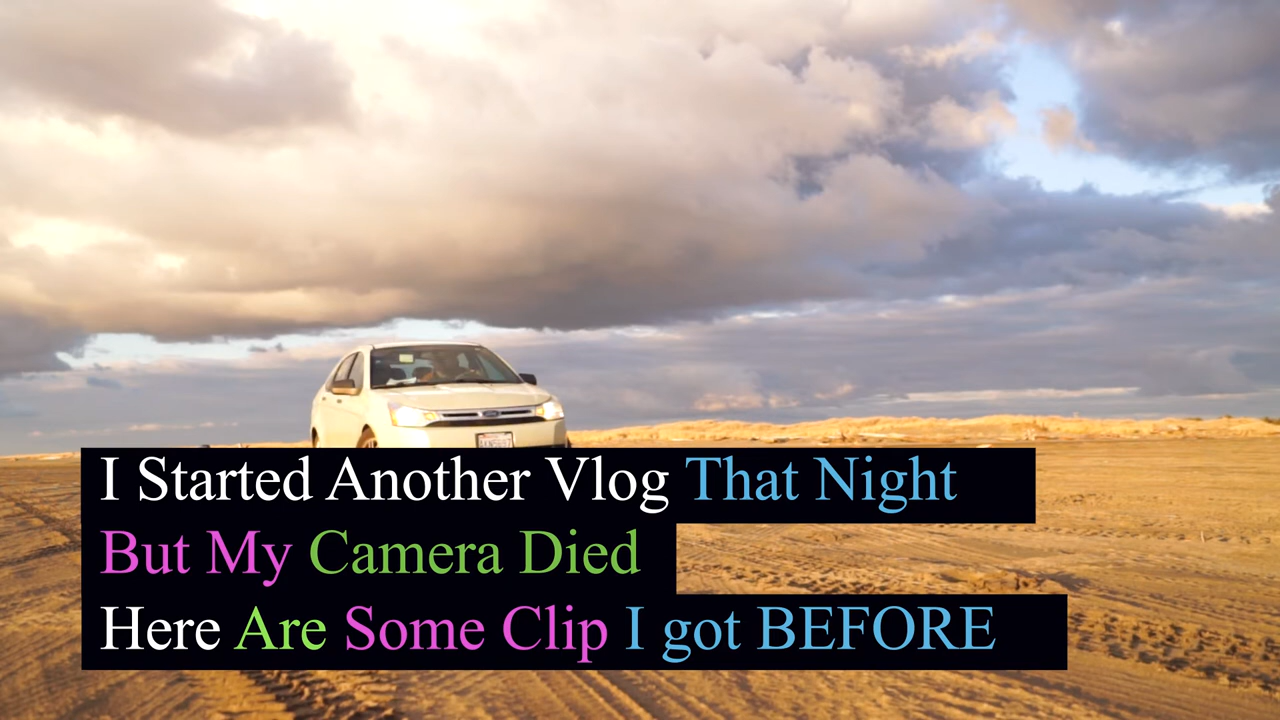 I Started Another Vlog That Night
But My Camera Died
Here Are Some Clip I got BEFORE